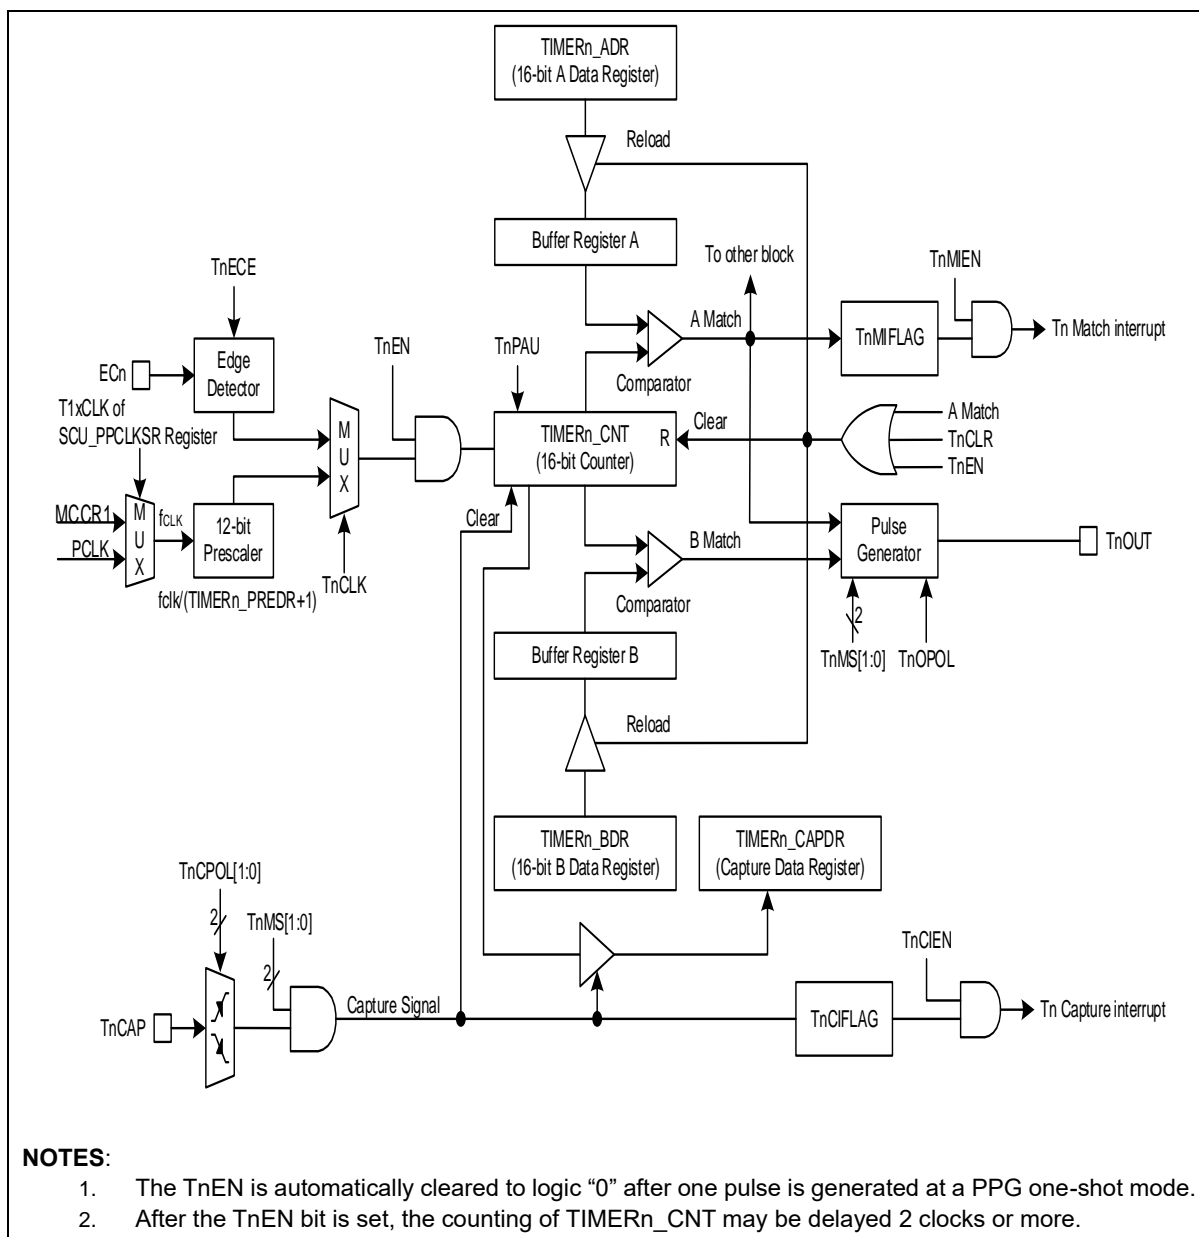 TIMERn_ADR
(16-bit A Data Register)
Reload
Buffer Register A
To other block
TnMIEN
TnECE
A Match
TnMIFLAG
Tn Match interrupt
TnEN
TnPAU
ECn
Edge
Detector
Comparator
T1xCLK of
SCU_PPCLKSR Register
M
U
X
TIMERn_CNT
(16-bit Counter)
R
Clear
A Match
TnCLR
TnEN
MCCR1
PCLK
M
U
X
fCLK
12-bit
Prescaler
Clear
B Match
Pulse
Generator
TnOUT
TnCLK
fclk/(TIMERn_PREDR+1)
Comparator
2
Buffer Register B
TnMS[1:0]
TnOPOL
Reload
TIMERn_BDR
(16-bit B Data Register)
TIMERn_CAPDR
(Capture Data Register)
TnCPOL[1:0]
2
TnMS[1:0]
2
TnCIEN
TnCAP
Capture Signal
TnCIFLAG
Tn Capture interrupt
NOTES:
1. The TnEN is automatically cleared to logic “0” after one pulse is generated at a PPG one-shot mode.
2. After the TnEN bit is set, the counting of TIMERn_CNT may be delayed 2 clocks or more.